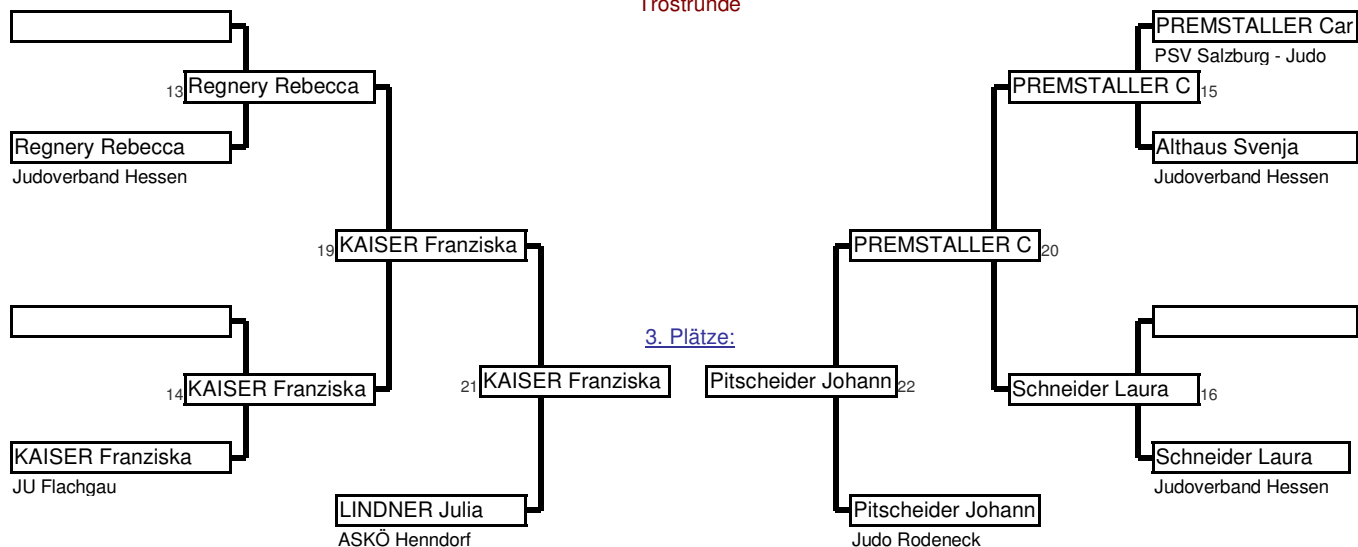 Trostrunde
PREMSTALLER Car
PSV Salzburg - Judo
13 Regnery Rebecca
PREMSTALLER C 15
Regnery Rebecca
Judoverband Hessen
Althaus Svenja
Judoverband Hessen
19 KAISER Franziska
PREMSTALLER C 20
3. Plätze:
14 KAISER Franziska
21 KAISER Franziska
Pitscheider Johann 22
Schneider Laura 16
KAISER Franziska
JU Flachgau
Schneider Laura
Judoverband Hessen
LINDNER Julia
ASKÖ Henndorf
Pitscheider Johann
Judo Rodeneck